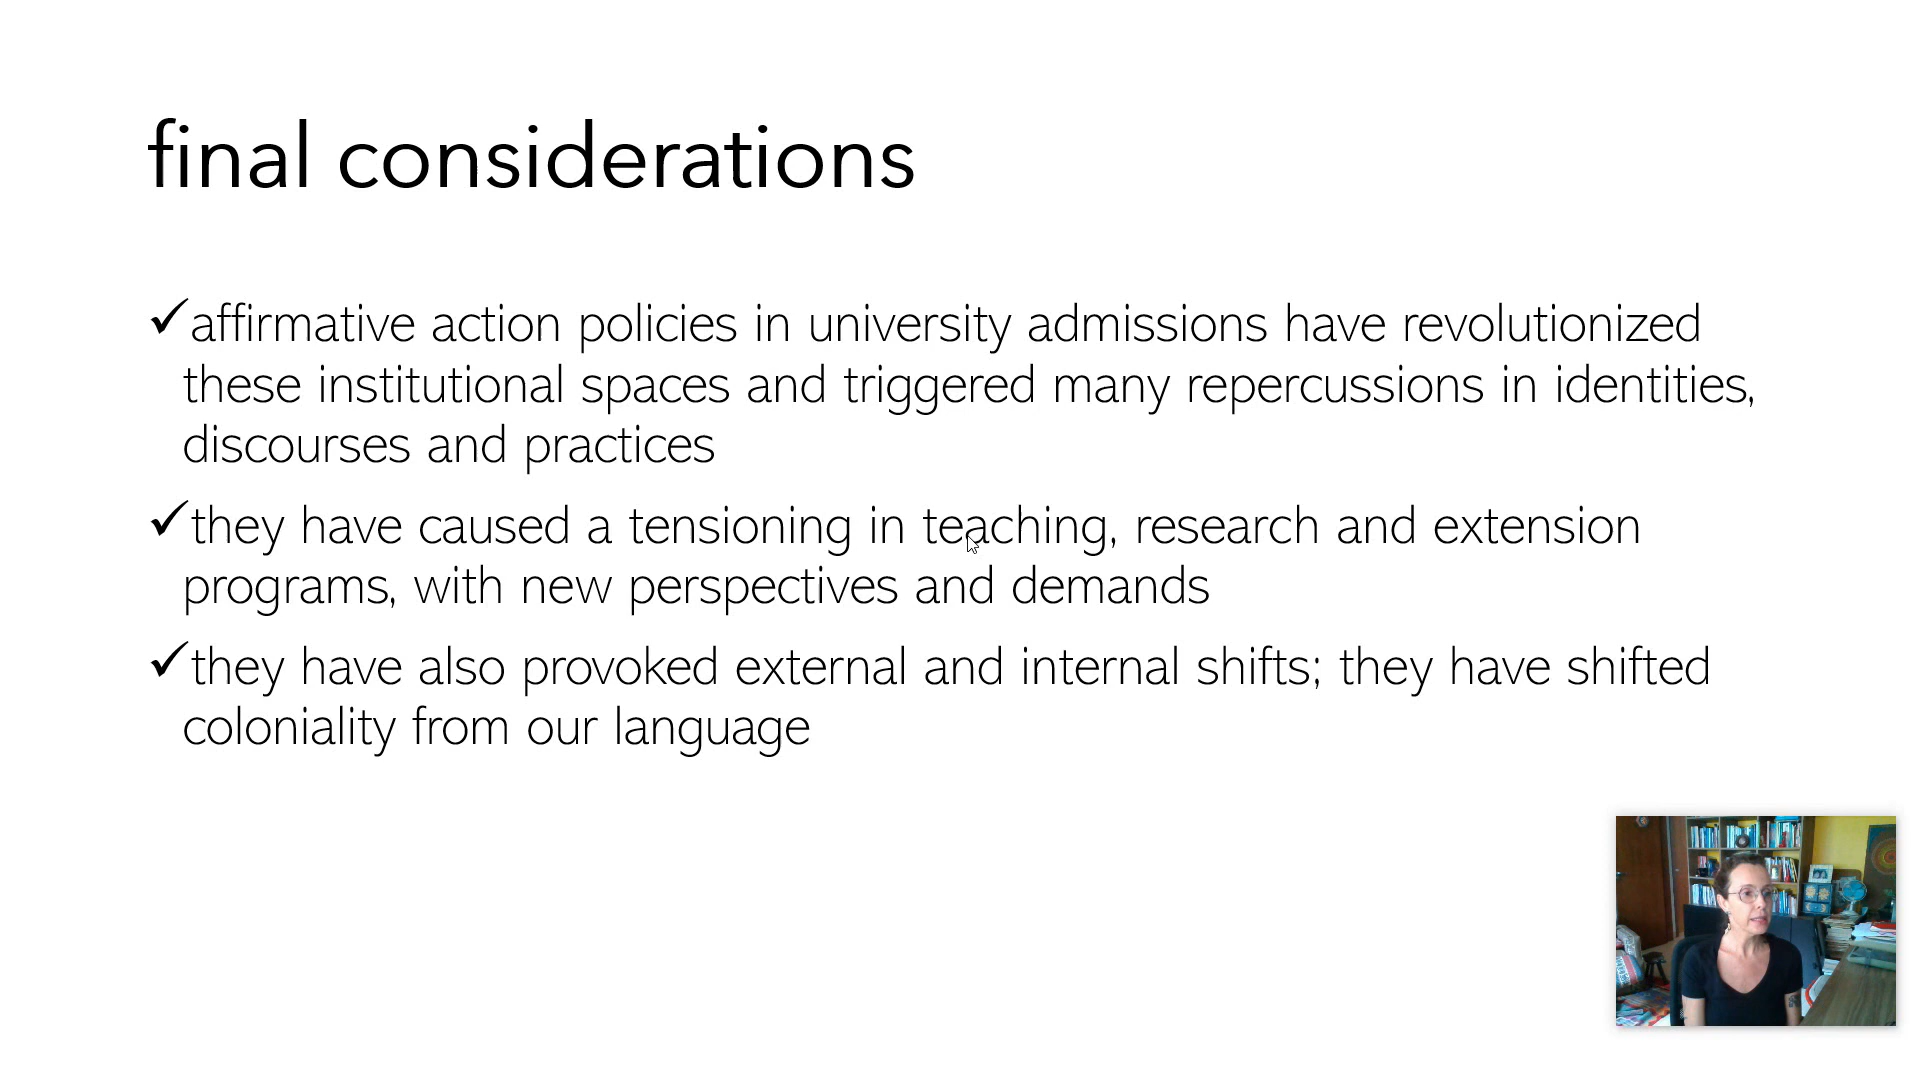 final considerations
✓affirmative action policies in university admissions have revolutionized
these institutional spaces and triggered many repercussions in identities,
discourses and practices
✓they have caused a tensioning in teaching, research and extension
programs, with new perspectives and demands
✓they have also provoked external and internal shifts; they have shifted
coloniality from our language